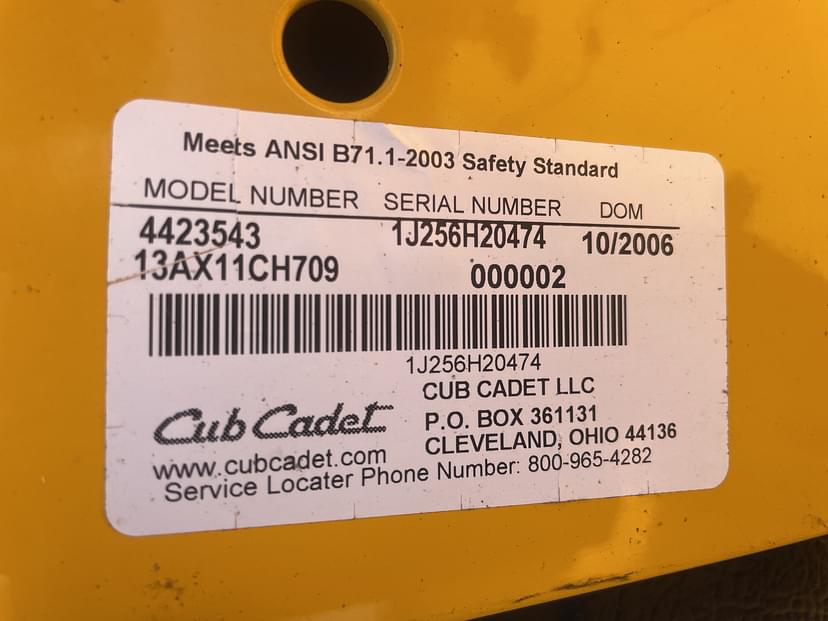 Meets ANSI B71.1-2003 Safety Standard
MODEL NUMBER SERIAL NUMBER DOM
4423543 1J256H20474 10/2006
13AX11CH709 000002
1J256H20474
CUB CADET LLC
P.O. BOX 361131
CLEVELAND, OHIO 44136
Cub Cadet
www.cubcadet.com
Service Locater Phone Number: 800-965-4282